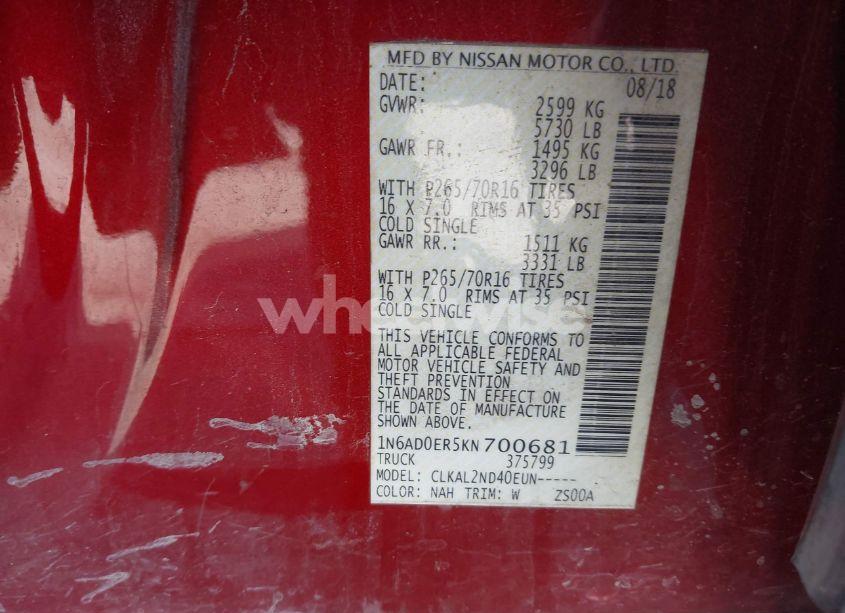 MFD BY NISSAN MOTOR CO., LTD.
DATE: 08/18
GVWR: 2599 KG
5730 LB
GAWR FR.: 1495 KG
3296 LB
WITH P265/70R16 TIRES
16 X 7.0 RIMS AT 35 PSI
COLD SINGLE
GAWR RR.: 1511 KG
3331 LB
WITH P265/70R16 TIRES
16 X 7.0 RIMS AT 35 PSI
COLD SINGLE
THIS VEHICLE CONFORMS TO
ALL APPLICABLE FEDERAL
MOTOR VEHICLE SAFETY AND
THEFT PREVENTION
STANDARDS IN EFFECT ON
THE DATE OF MANUFACTURE
SHOWN ABOVE.
1N6AD0ER5KN700681
TRUCK 375799
MODEL: CLKAL2ND40EUN-----
COLOR: NAH TRIM: W ZS00A